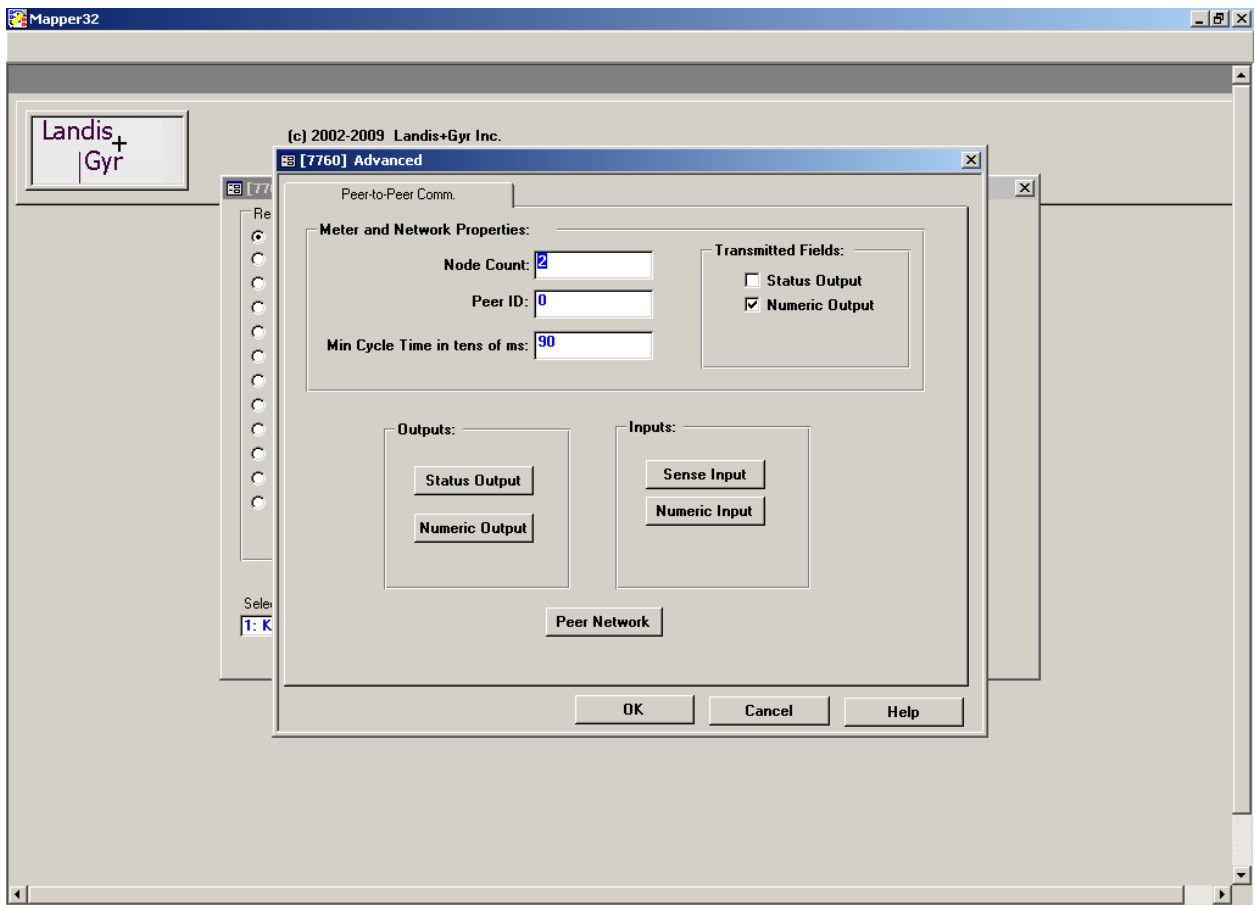 Mapper32
Landis+
Gyr
(c) 2002-2009 Landis+Gyr Inc.
[7760] Advanced
Peer-to-Peer Comm.
Meter and Network Properties:
Node Count: 2
Peer ID: 0
Min Cycle Time in tens of ms: 90
Transmitted Fields:
Status Output
Numeric Output
Outputs:
Status Output
Numeric Output
Inputs:
Sense Input
Numeric Input
Peer Network
OK
Cancel
Help
1: K